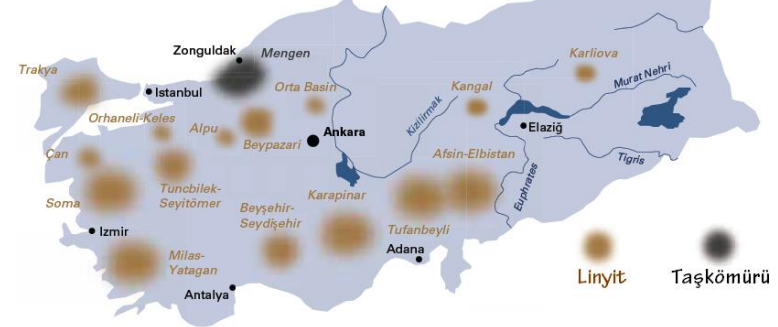 Zonguldak
Mengen
Trakya
Istanbul
Orta Basin
Kangal
Karliova
Murat Nehri
Orhaneli-Keles
Alpu
Beypazari
Ankara
Kizilirmak
Elaziğ
Çan
Tuncbilek-
Seyitömer
Afsin-Elbistan
Tigris
Euphrates
Soma
Izmir
Beyşehir-
Seydişehir
Karapinar
Tufanbeyli
Adana
Milas-
Yatagan
Antalya
Linyit
Taşkömürü